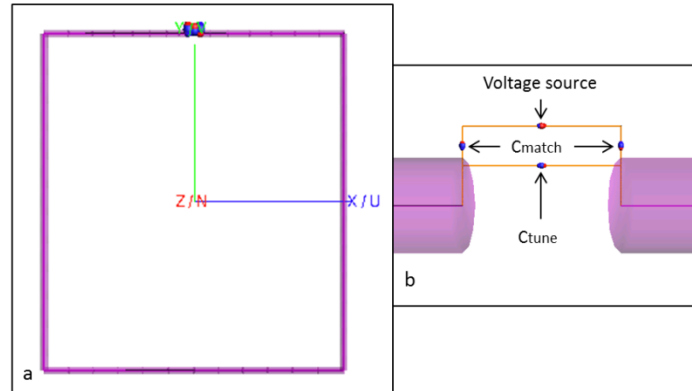 Y/V
Z/N
X/U
a
Voltage source
Cmatch
Ctune
b